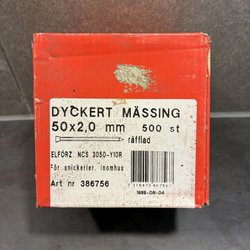 DYCKERT MÄSSING
50x2,0 mm 500 st
räfflad
ELFÖRZ. NCS 3050-Y10R
För snickerier. inomhus
Art nr 386756
1999-08-04